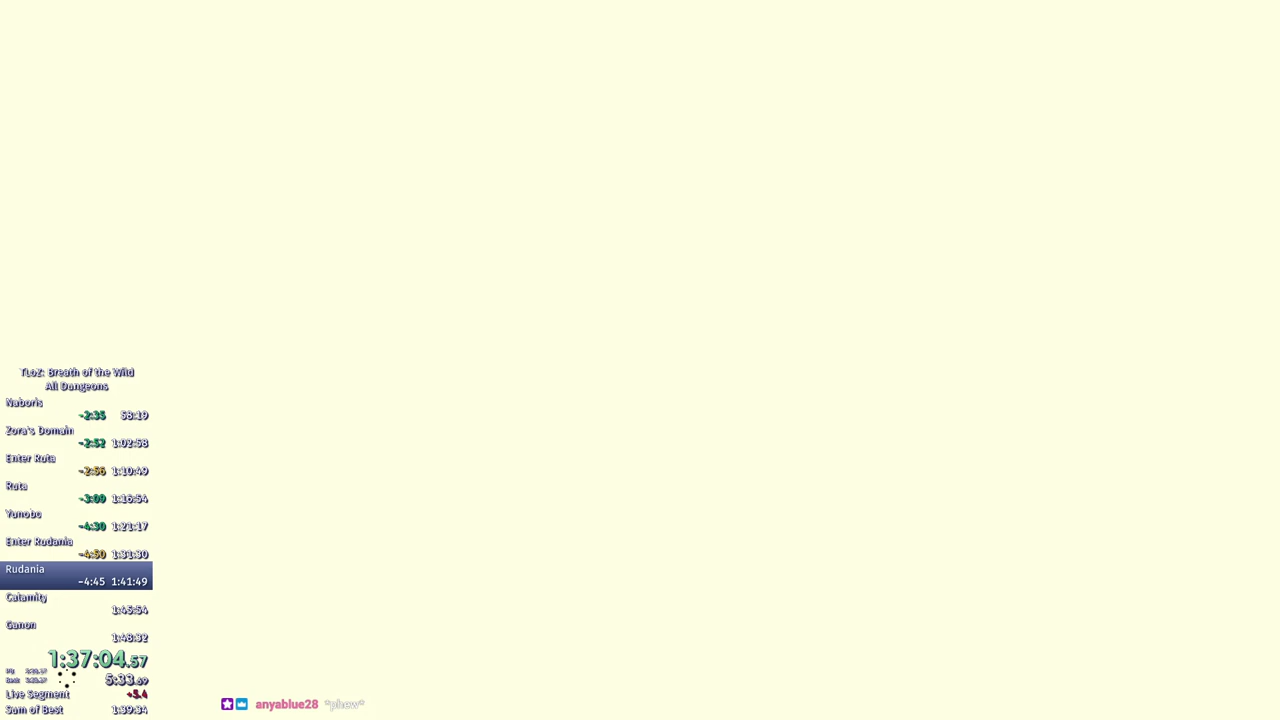 TLoZ: Breath of the Wild
All Dungeons
Naboris
-2:35 58:19
Zora's Domain
-2:52 1:02:58
Enter Ruta
-2:56 1:10:49
Ruta
-3:09 1:16:54
Yunobo
-4:30 1:21:17
Enter Rudania
-4:50 1:31:30
Rudania
-4:45 1:41:49
Calamity
1:45:54
Ganon
1:48:32
1:37:04.57
5:33.69
Live Segment +5.4
Sum of Best 1:39:34
anyablue28 *phew*